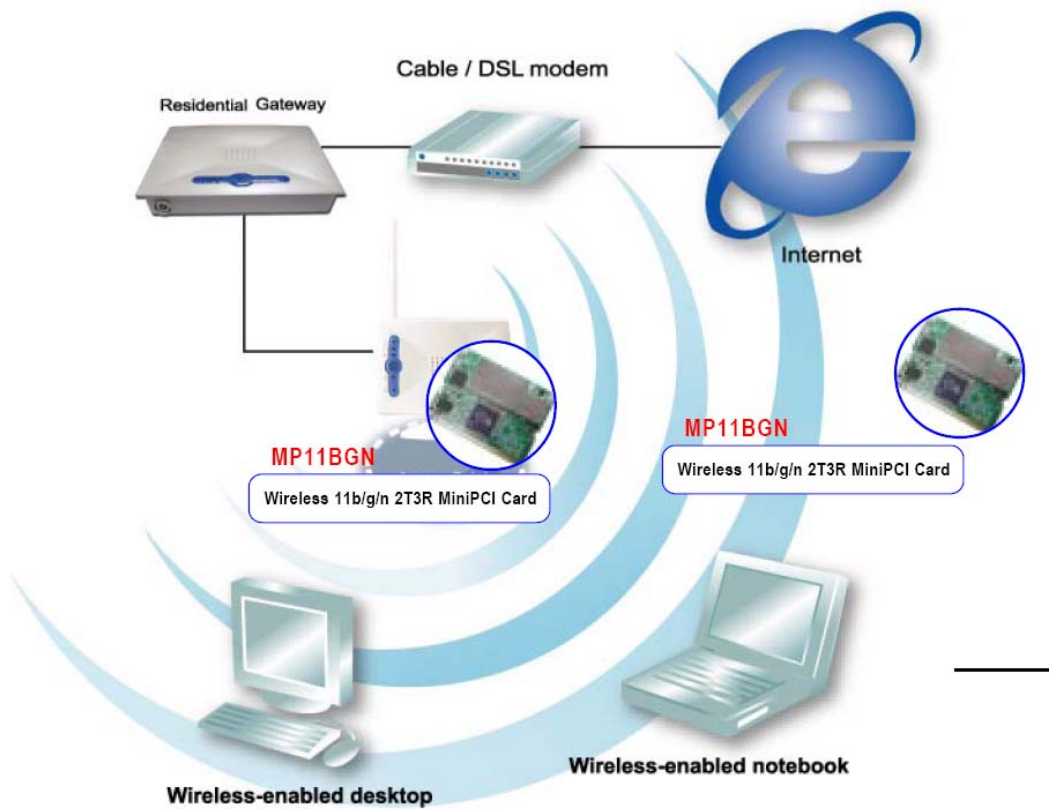 Cable / DSL modem
Residential Gateway
Internet
MP11BGN
Wireless 11b/g/n 2T3R MiniPCI Card
MP11BGN
Wireless 11b/g/n 2T3R MiniPCI Card
Wireless-enabled notebook
Wireless-enabled desktop